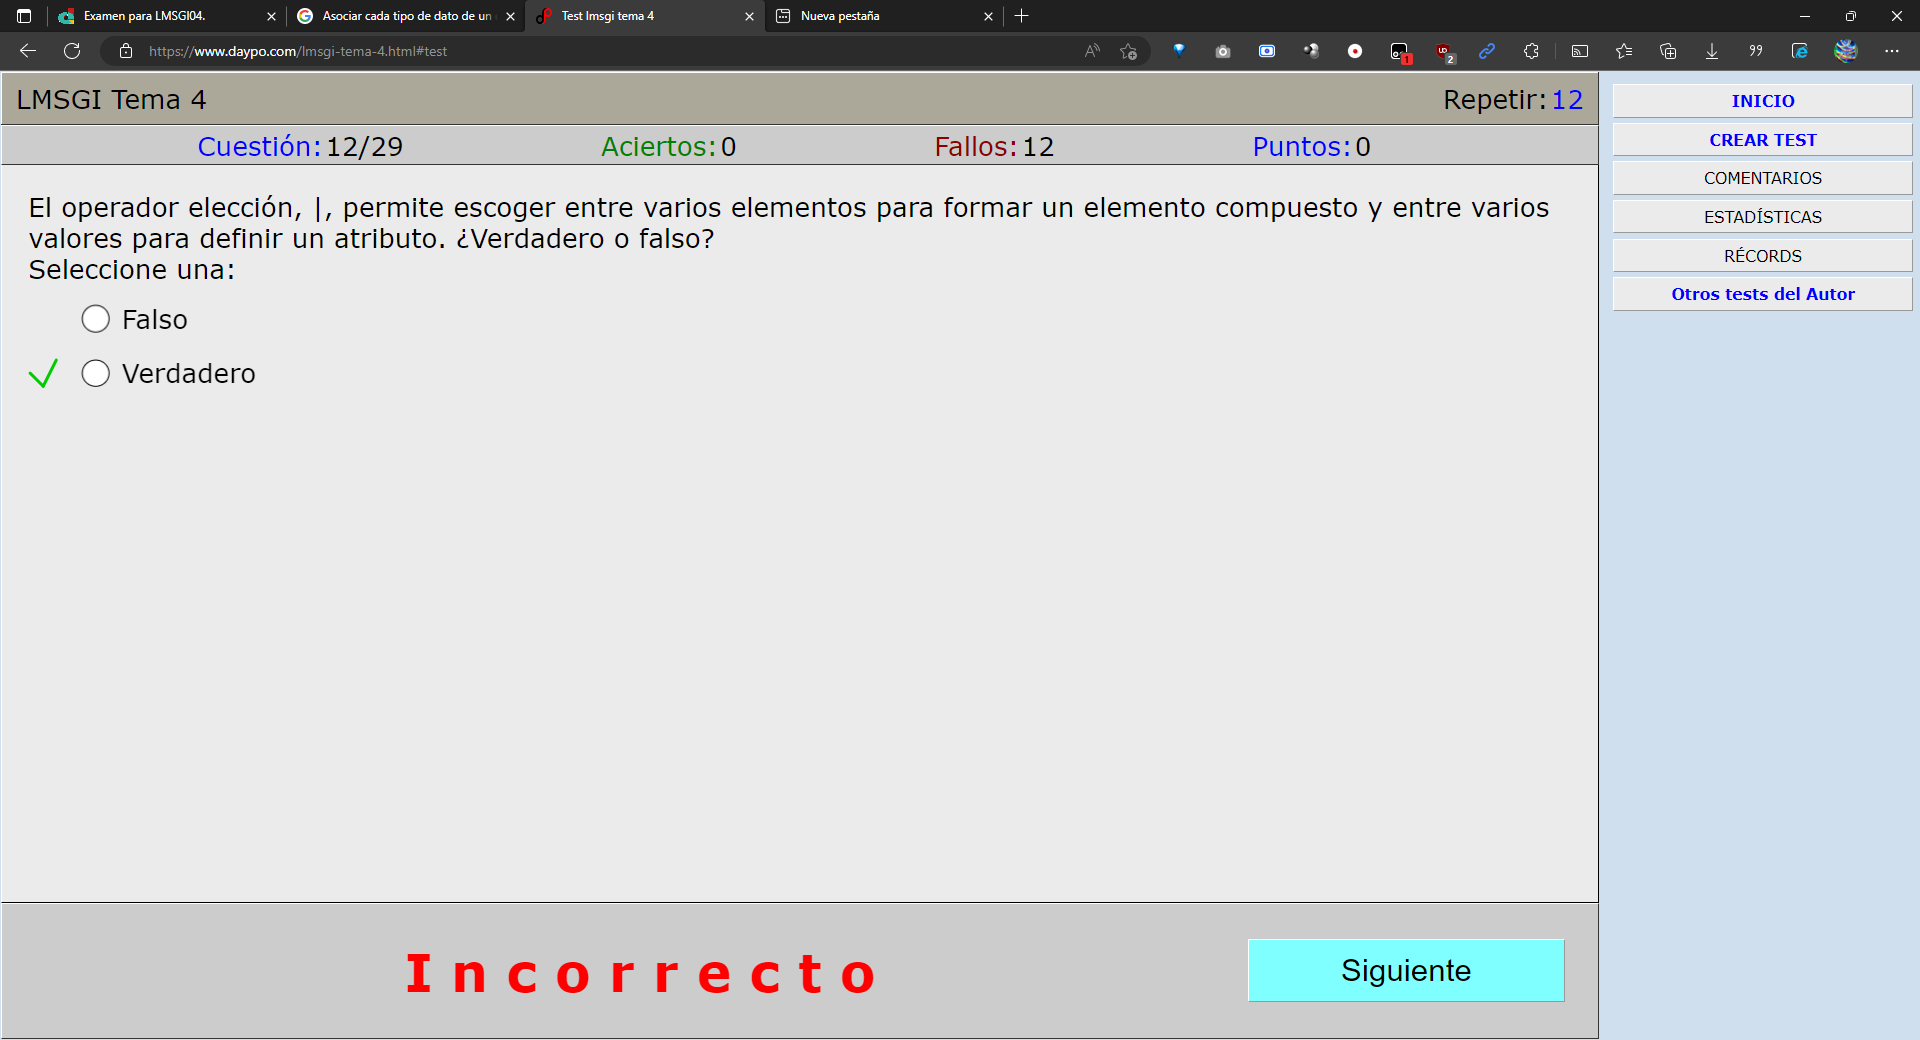 Examen para LMSGI04.
Asociar cada tipo de dato de un
Test lmsgi tema 4
Nueva pestaña
https://www.daypo.com/lmsgi-tema-4.html#test
1
2
LMSGI Tema 4
Repetir: 12
Cuestión: 12/29
Aciertos: 0
Fallos: 12
Puntos: 0
El operador elección, |, permite escoger entre varios elementos para formar un elemento compuesto y entre varios
valores para definir un atributo. ¿Verdadero o falso?
Seleccione una:
Falso
Verdadero
Incorrecto
Siguiente
INICIO
CREAR TEST
COMENTARIOS
ESTADÍSTICAS
RÉCORDS
Otros tests del Autor